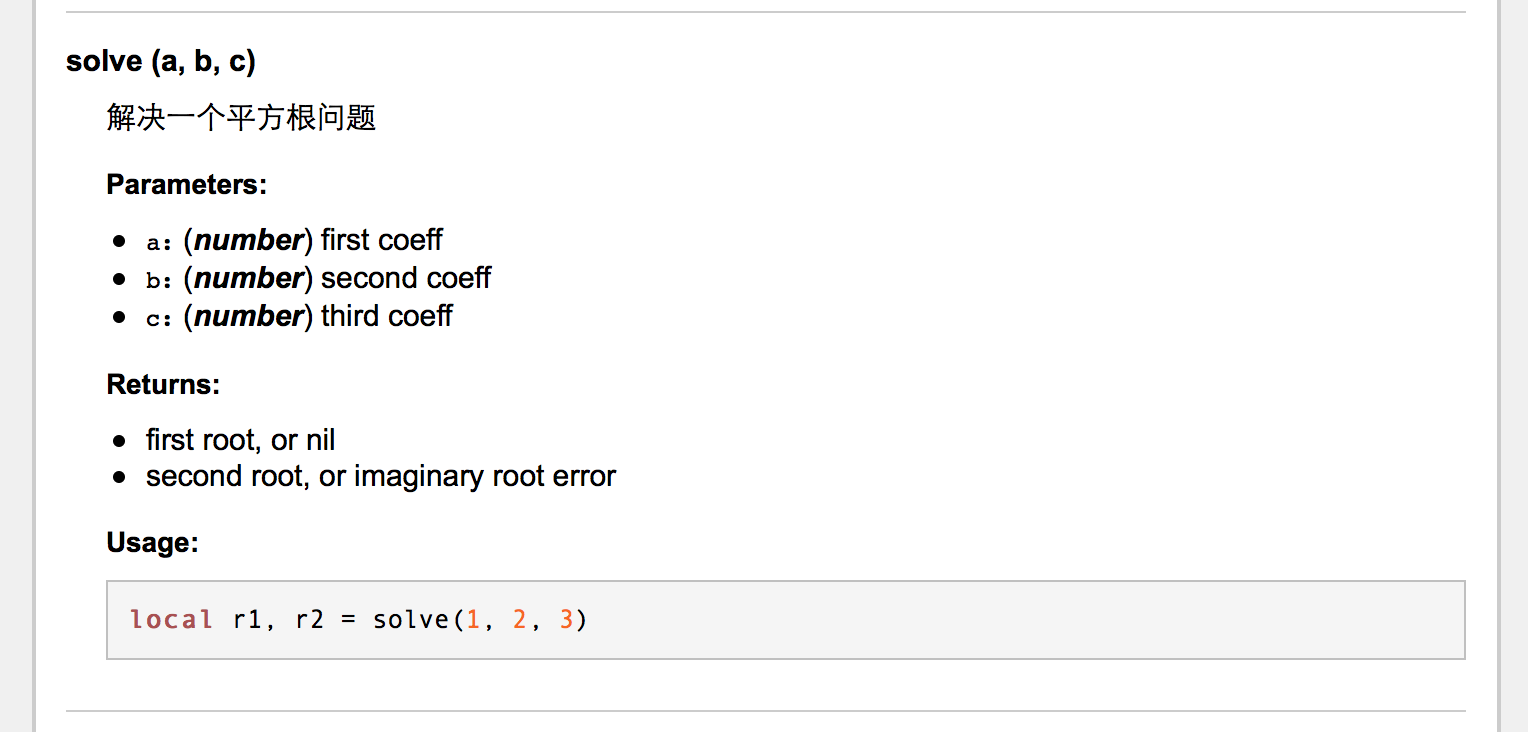 solve (a, b, c)
解决一个平方根问题
Parameters:
a: (number) first coeff
b: (number) second coeff
c: (number) third coeff
Returns:
first root, or nil
second root, or imaginary root error
Usage:
local r1, r2 = solve(1, 2, 3)